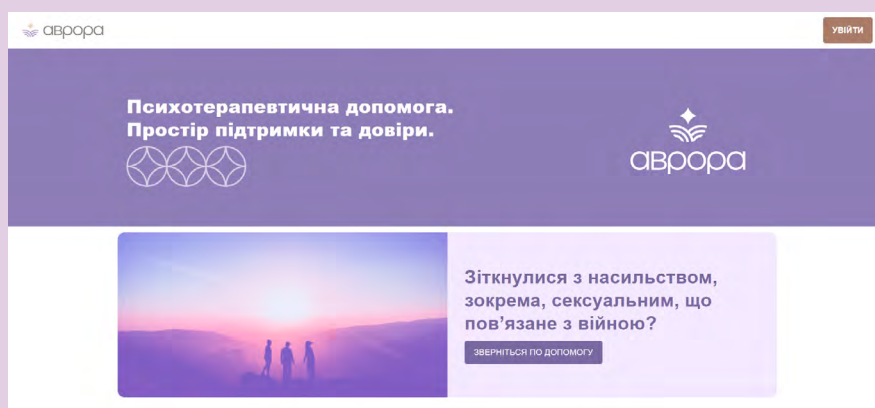 аврора
УВІЙТИ
Психотерапевтична допомога.
Простір підтримки та довіри.
аврора
Зіткнулися з насильством,
зокрема, сексуальним, що
пов’язане з війною?
ЗВЕРНІТЬСЯ ПО ДОПОМОГУ